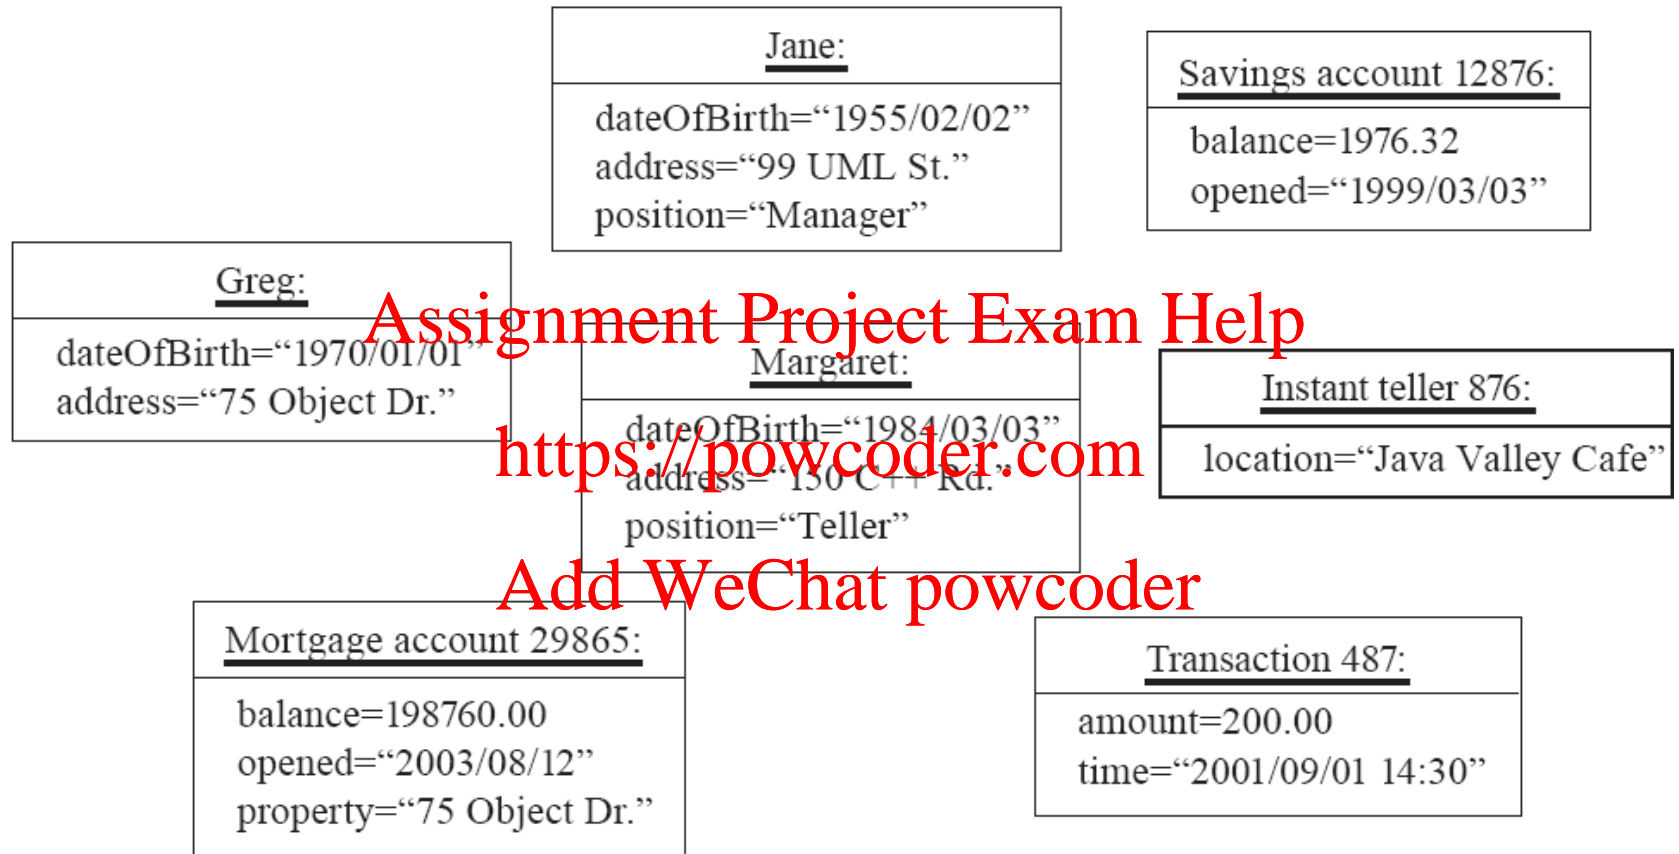 Jane:
dateOfBirth=“1955/02/02”
address=“99 UML St.”
position=“Manager”
Savings account 12876:
balance=1976.32
opened=“1999/03/03”
Greg:
dateOfBirth=“1970/01/01”
address=“75 Object Dr.”
Assignment Project Exam Help
Margaret:
dateOfBirth=“1984/03/03”
https://powcoder.com
address=“150 C++ Rd.”
position=“Teller”
Instant teller 876:
location=“Java Valley Cafe”
Add WeChat powcoder
Mortgage account 29865:
balance=198760.00
opened=“2003/08/12”
property=“75 Object Dr.”
Transaction 487:
amount=200.00
time=“2001/09/01 14:30”